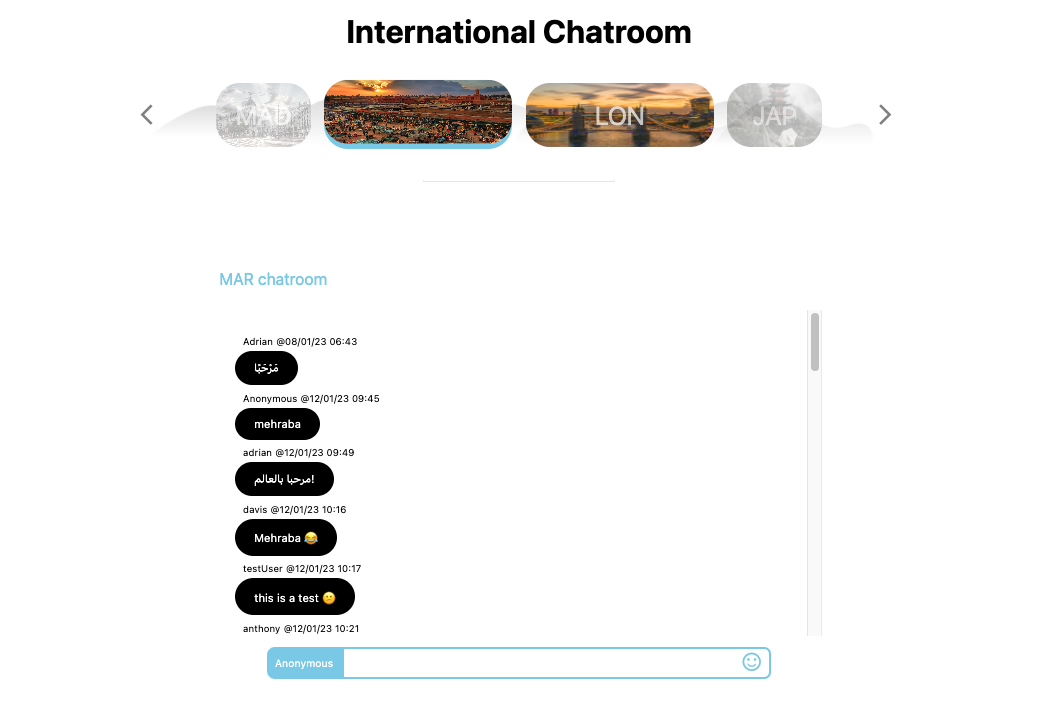 International Chatroom
MAD
LON
JAP
MAR chatroom
Adrian @08/01/23 06:43
مَرْحَبًا
Anonymous @12/01/23 09:45
mehraba
adrian @12/01/23 09:49
مرحبا بالعالم!
davis @12/01/23 10:16
Mehraba 😂
testUser @12/01/23 10:17
this is a test 😕
anthony @12/01/23 10:21
Anonymous